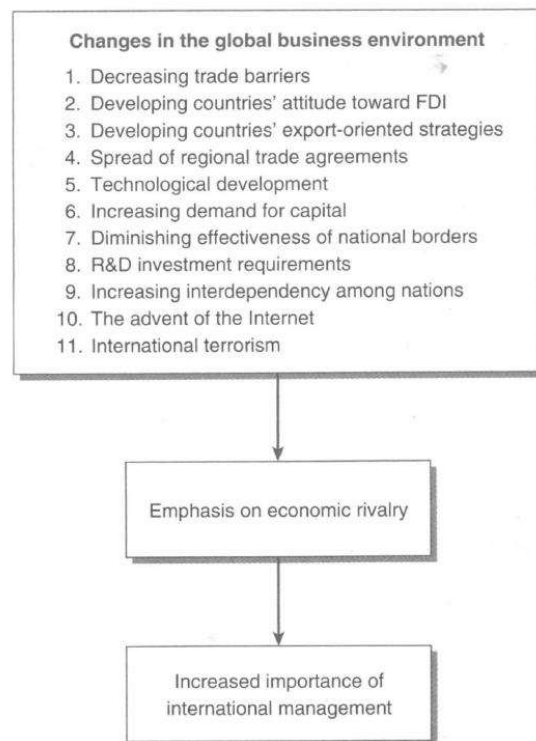 Changes in the global business environment
1. Decreasing trade barriers
2. Developing countries' attitude toward FDI
3. Developing countries' export-oriented strategies
4. Spread of regional trade agreements
5. Technological development
6. Increasing demand for capital
7. Diminishing effectiveness of national borders
8. R&D investment requirements
9. Increasing interdependency among nations
10. The advent of the Internet
11. International terrorism
Emphasis on economic rivalry
Increased importance of
international management